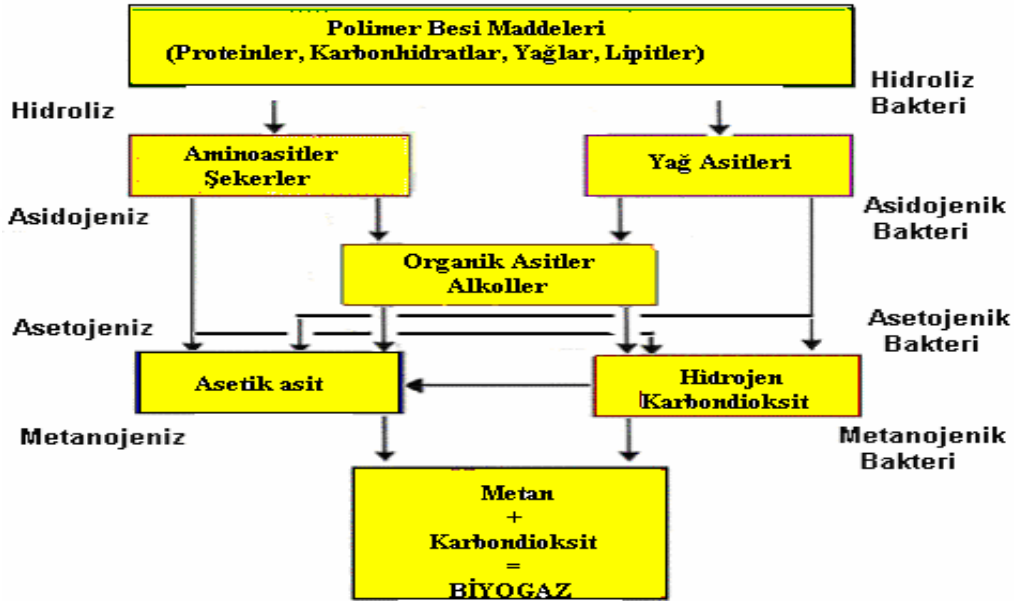 Polimer Besi Maddeleri
(Proteinler, Karbonhidratlar, Yağlar, Lipitler)
Hidroliz
Hidroliz
Bakteri
Aminoasitler
Şekerler
Yağ Asitleri
Asidojeniz
Asidojenik
Bakteri
Organik Asitler
Alkoller
Asetojeniz
Asetojenik
Bakteri
Asetik asit
Hidrojen
Karbondioksit
Metanojeniz
Metanojenik
Bakteri
Metan
+
Karbondioksit
=
BİYOGAZ